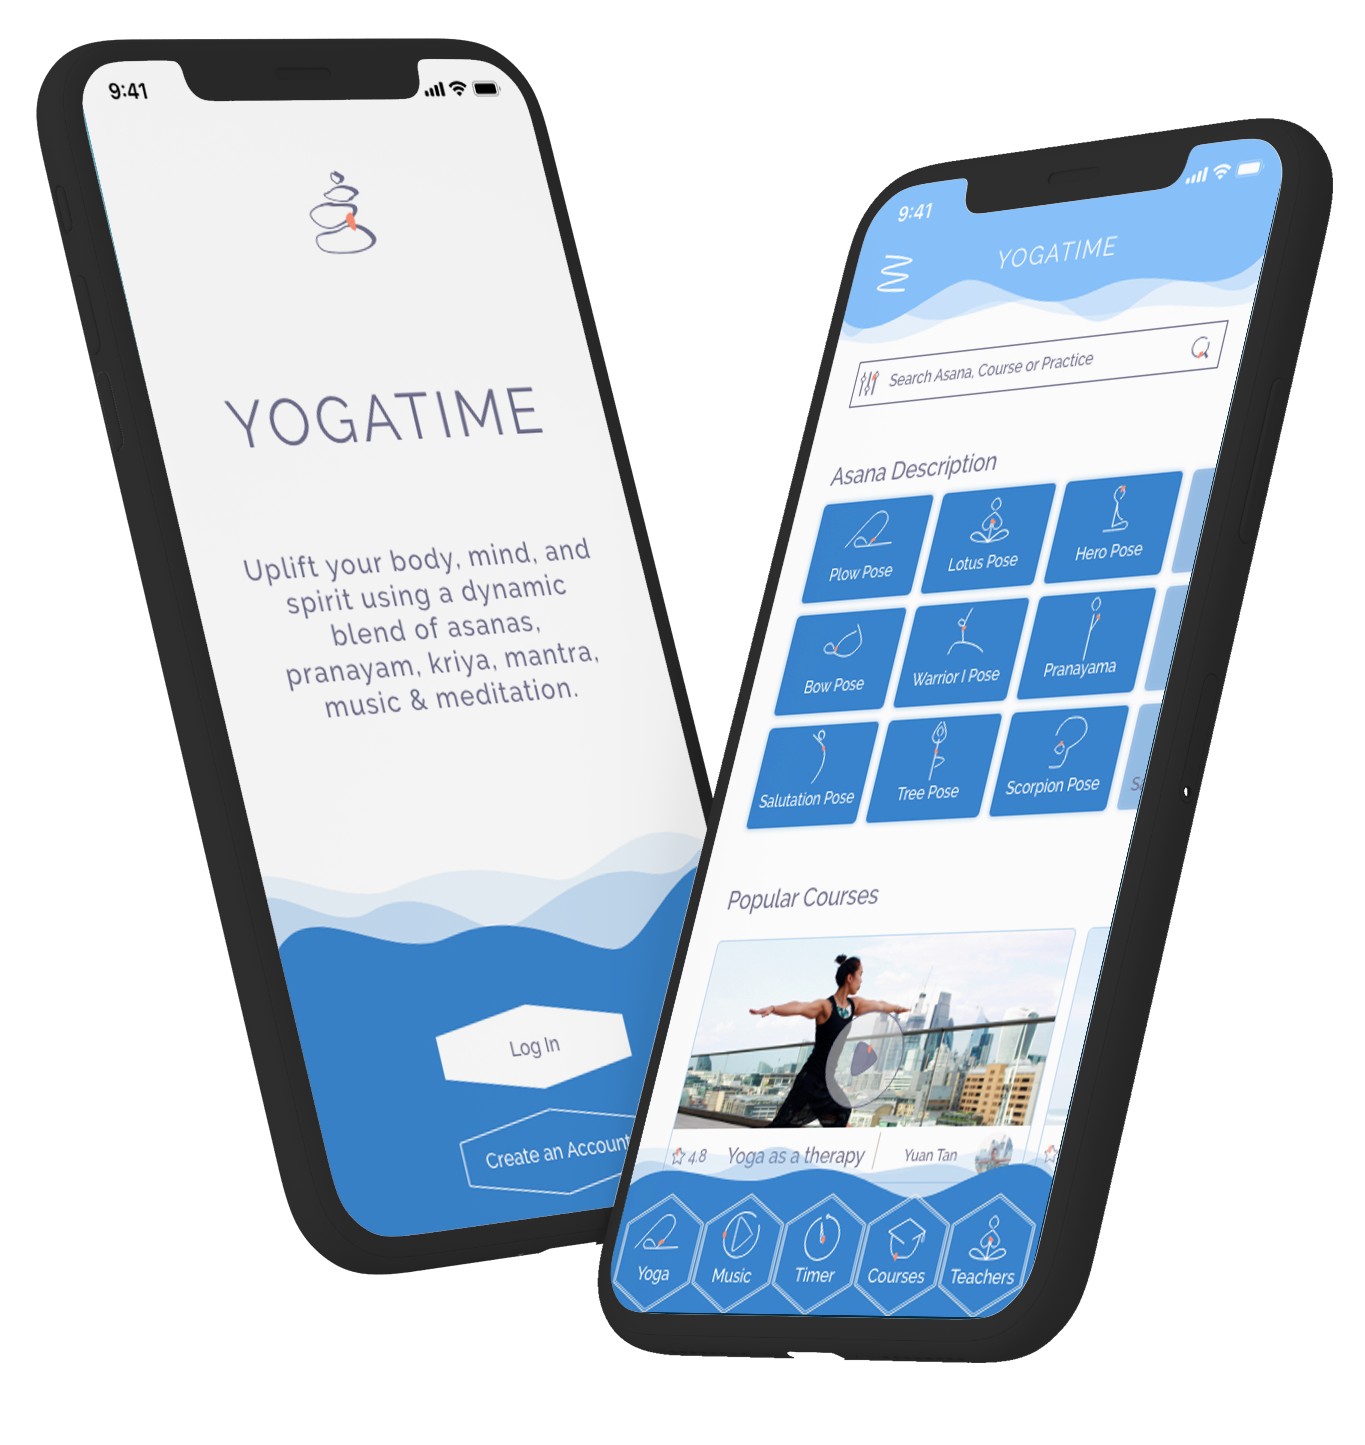 9:41
YOGATIME
Uplift your body, mind, and
spirit using a dynamic
blend of asanas,
pranayam, kriya, mantra,
music & meditation.
Log In
Create an Account
9:41
YOGATIME
Search Asana, Course or Practice
Asana Description
Plow Pose
Lotus Pose
Hero Pose
Bow Pose
Warrior I Pose
Pranayama
Salutation Pose
Tree Pose
Scorpion Pose
Popular Courses
4.8
Yoga as a therapy
Yuan Tan
Yoga
Music
Timer
Courses
Teachers